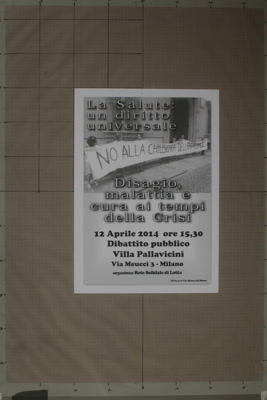 La Salute:
un diritto
universale
NO ALLA CHIUSURA DELL'
Disagio,
malattia e
cura ai tempi
della Crisi
12 Aprile 2014 ore 15,30
Dibattito pubblico
Villa Pallavicini
Via Meucci 3 - Milano
organizza Rete Solidale di Lotta